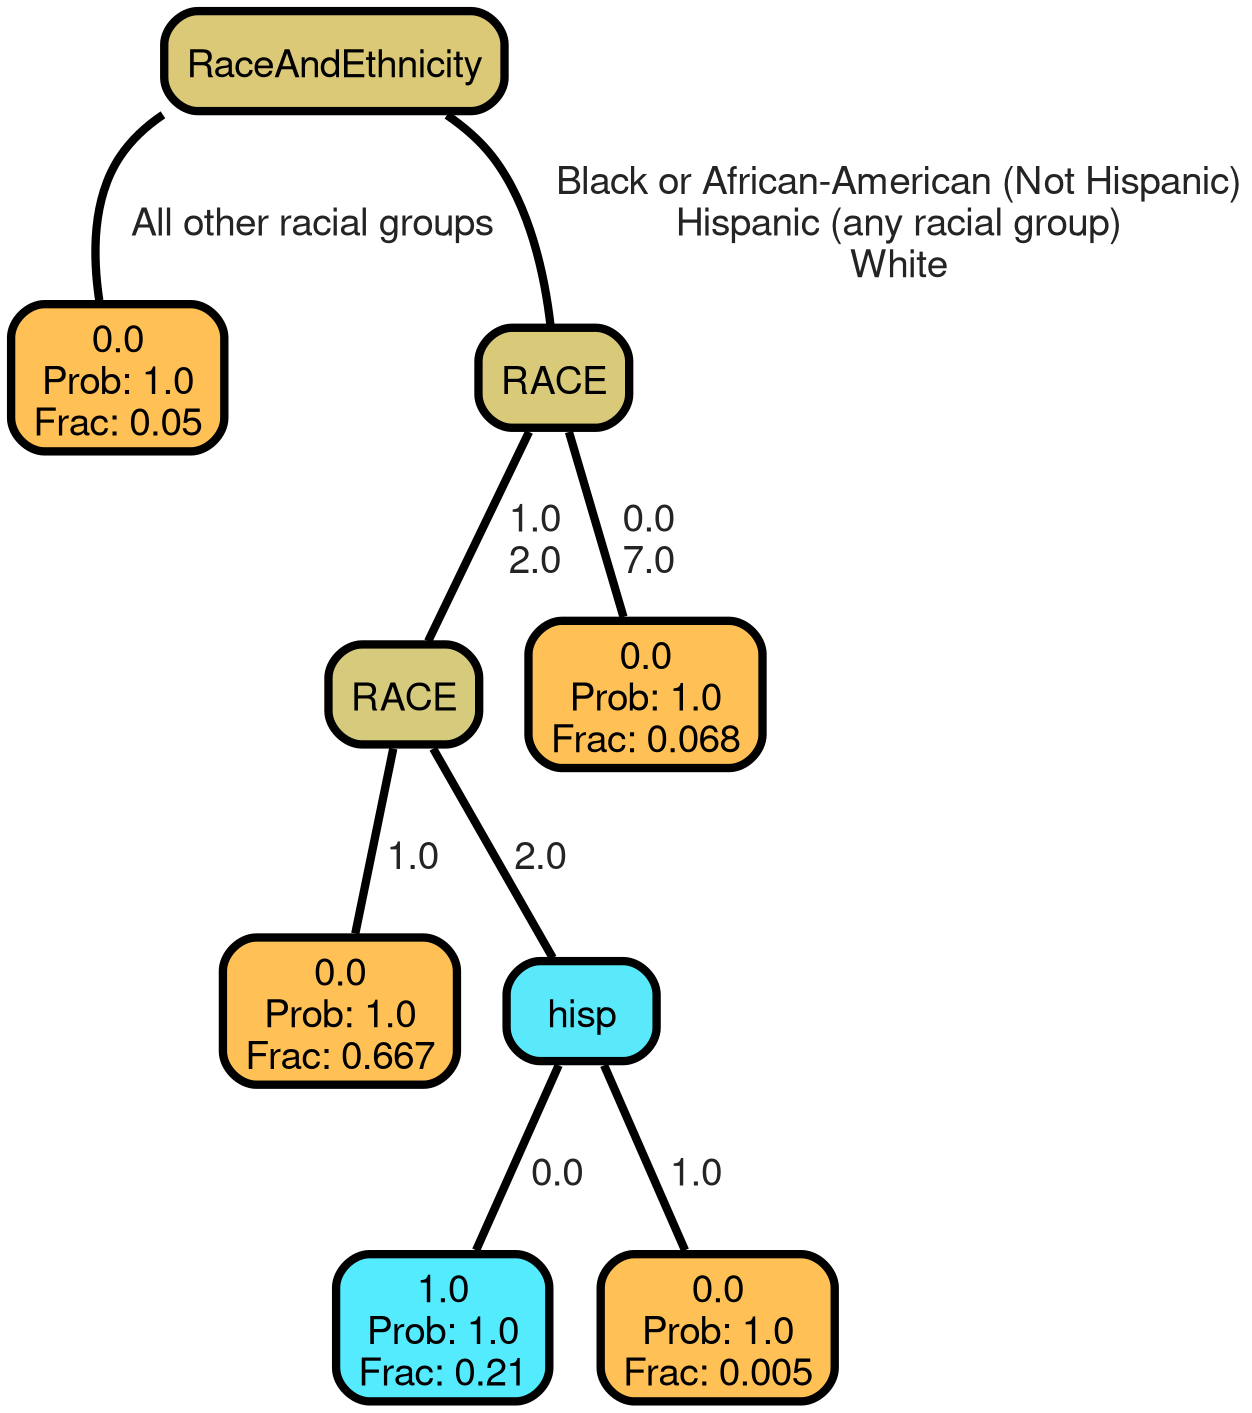 RaceAndEthnicity
All other racial groups
Black or African-American (Not Hispanic)
Hispanic (any racial group)
White
0.0
Prob: 1.0
Frac: 0.05
RACE
1.0
2.0
0.0
7.0
RACE
0.0
Prob: 1.0
Frac: 0.068
1.0
2.0
0.0
Prob: 1.0
Frac: 0.667
hisp
0.0
1.0
1.0
Prob: 1.0
Frac: 0.21
0.0
Prob: 1.0
Frac: 0.005